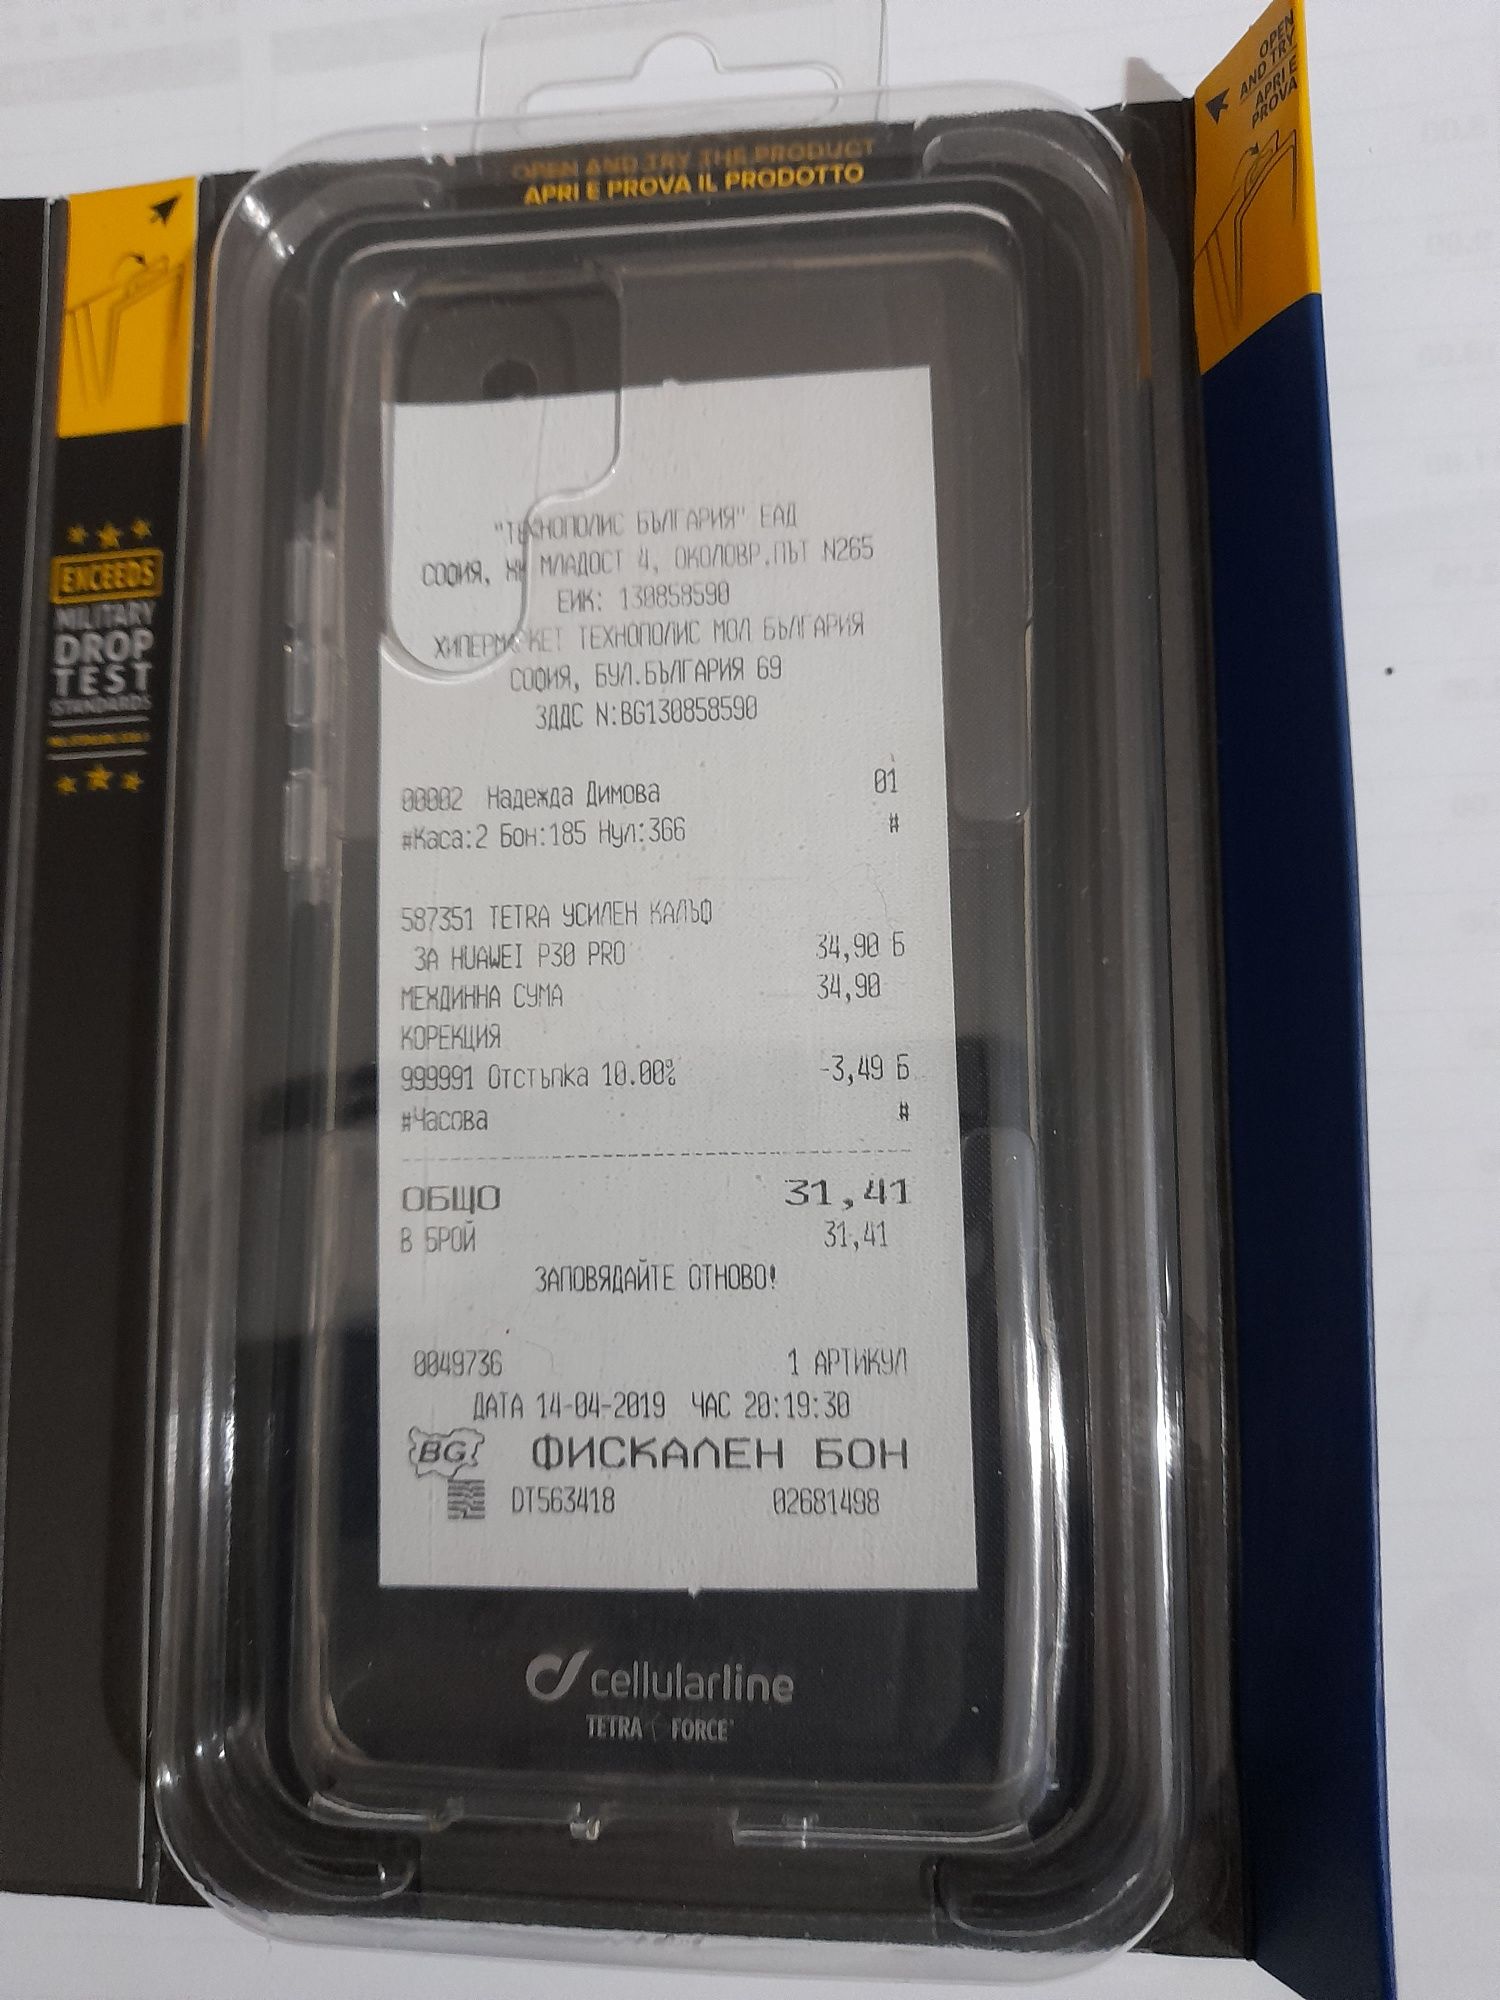 OPEN AND TRY THE PRODUCT
APRI E PROVA IL PRODOTTO
OPEN
AND TRY
APRI E
PROVA
EXCEEDS
MILITARY
DROP
TEST
STANDARDS
"ТЕХНОПОЛИС БЪЛГАРИЯ" ЕАД
СОФИЯ, ЖК МЛАДОСТ 4, ОКОЛОВР.ПЪТ N265
ЕИК: 130858590
ХИПЕРМАРКЕТ ТЕХНОПОЛИС МОЛ БЪЛГАРИЯ
СОФИЯ, БУЛ.БЪЛГАРИЯ 69
ЗДДС N:BG130858590
00002 Надежда Димова 01
#Каса:2 Бон:185 Нул:366 #
587351 TETRA УСИЛЕН КАЛЪФ
ЗА HUAWEI P30 PRO 34,90 Б
МЕЖДИННА СУМА 34,90
КОРЕКЦИЯ
999991 Отстъпка 10.00% -3,49 Б
#Часова #
ОБЩО 31,41
В БРОЙ 31,41
ЗАПОВЯДАЙТЕ ОТНОВО!
0049736 1 АРТИКУЛ
ДАТА 14-04-2019 ЧАС 20:19:30
BG ФИСКАЛЕН БОН
DT563418 02681498
cellularline
TETRA FORCE